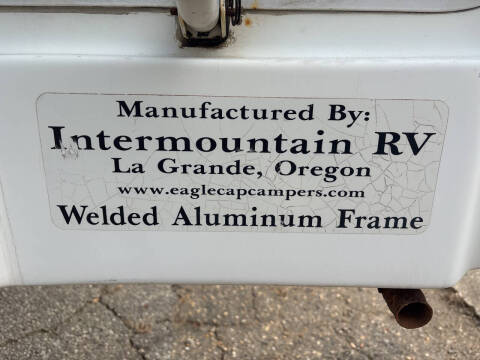 Manufactured By:
Intermountain RV
La Grande, Oregon
www.eaglecapcampers.com
Welded Aluminum Frame